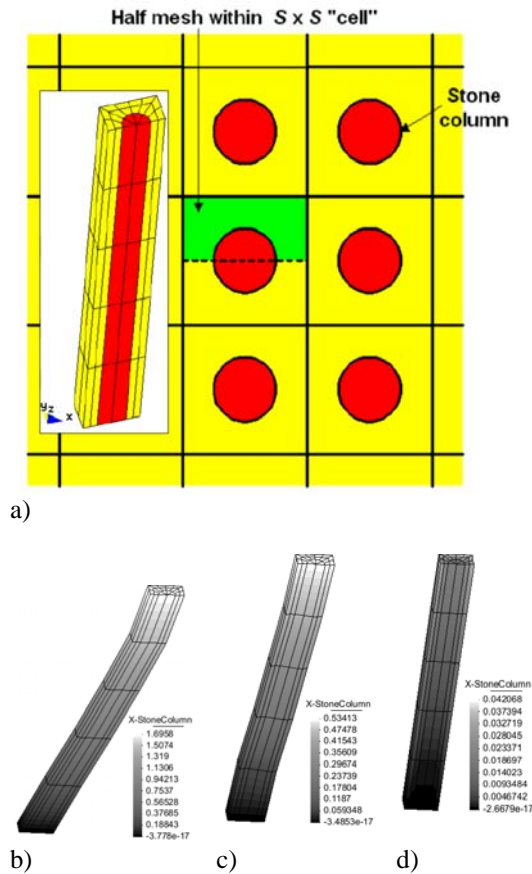 Half mesh within S x S "cell"
Stone
column
y z x
a)
X-StoneColumn
1.6958
1.5074
1.319
1.1306
0.94213
0.7537
0.56528
0.37685
0.18843
-3.778e-17
b)
X-StoneColumn
0.53413
0.47478
0.41543
0.35609
0.29674
0.23739
0.17804
0.1187
0.059348
-3.4853e-17
c)
X-StoneColumn
0.042068
0.037394
0.032719
0.028045
0.023371
0.018697
0.014023
0.0093484
0.0046742
-2.6679e-17
d)